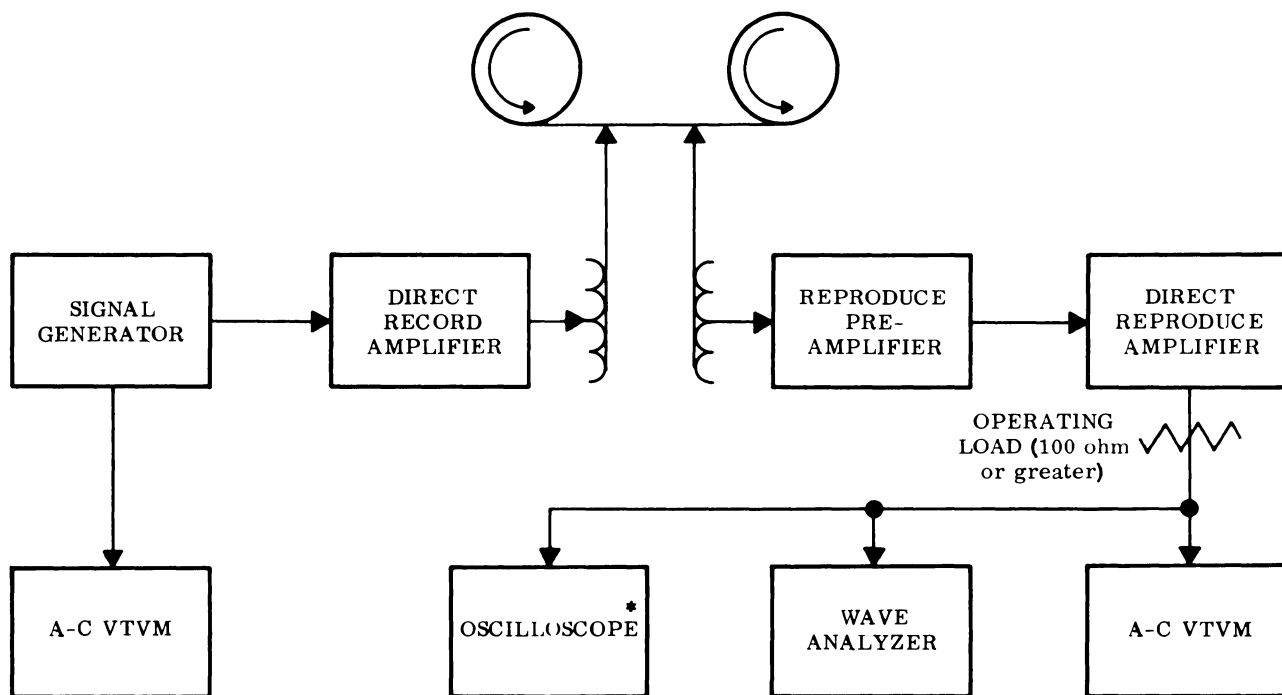 SIGNAL
GENERATOR
DIRECT
RECORD
AMPLIFIER
REPRODUCE
PRE-
AMPLIFIER
DIRECT
REPRODUCE
AMPLIFIER
OPERATING
LOAD (100 ohm
or greater)
A-C VTVM
OSCILLOSCOPE*
WAVE
ANALYZER
A-C VTVM